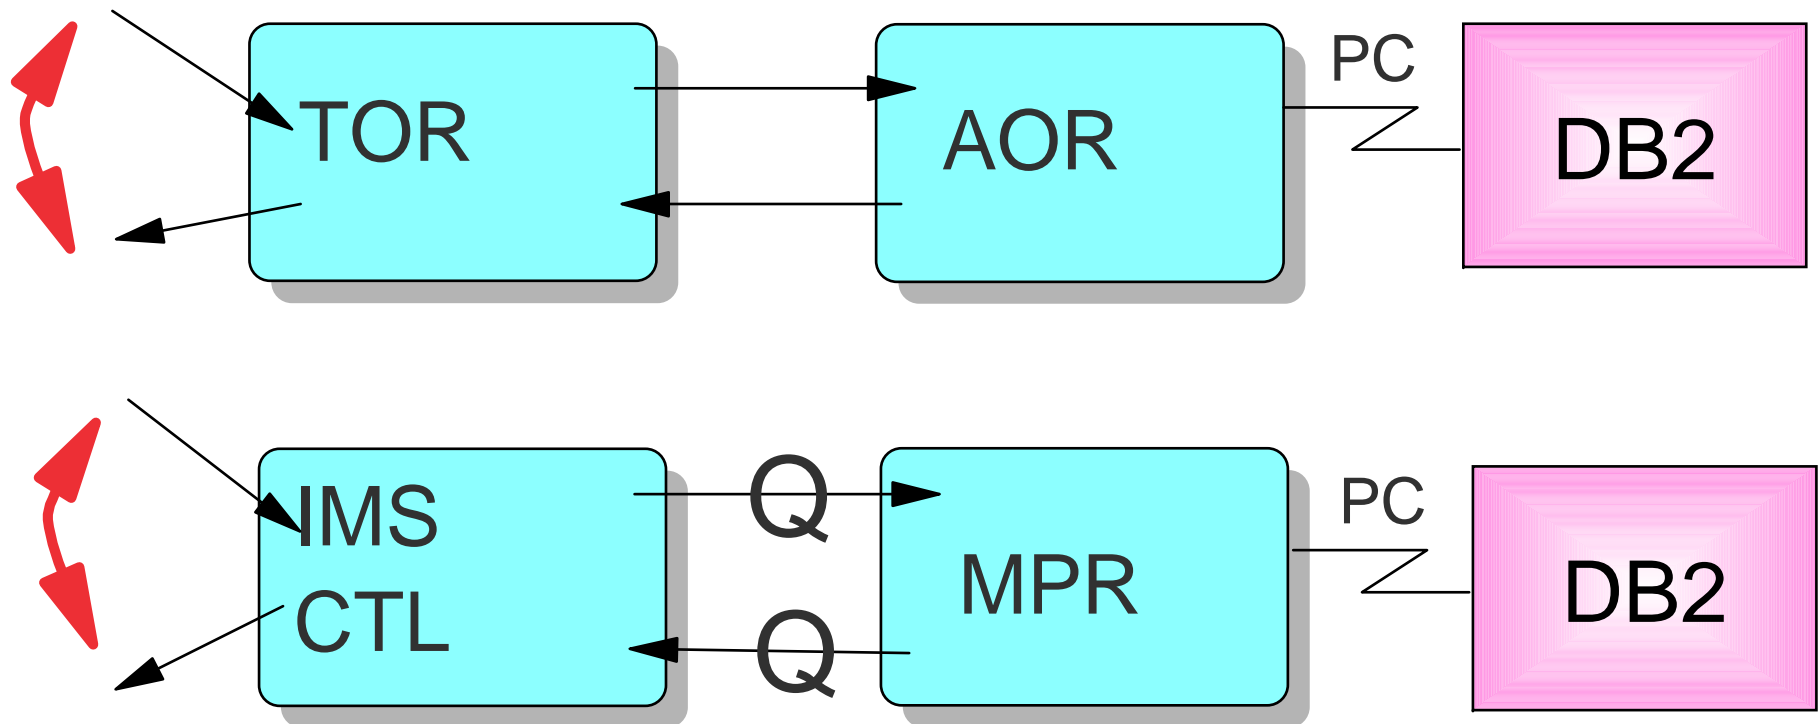 TOR
AOR
PC
DB2
IMS
CTL
Q
Q
MPR
PC
DB2